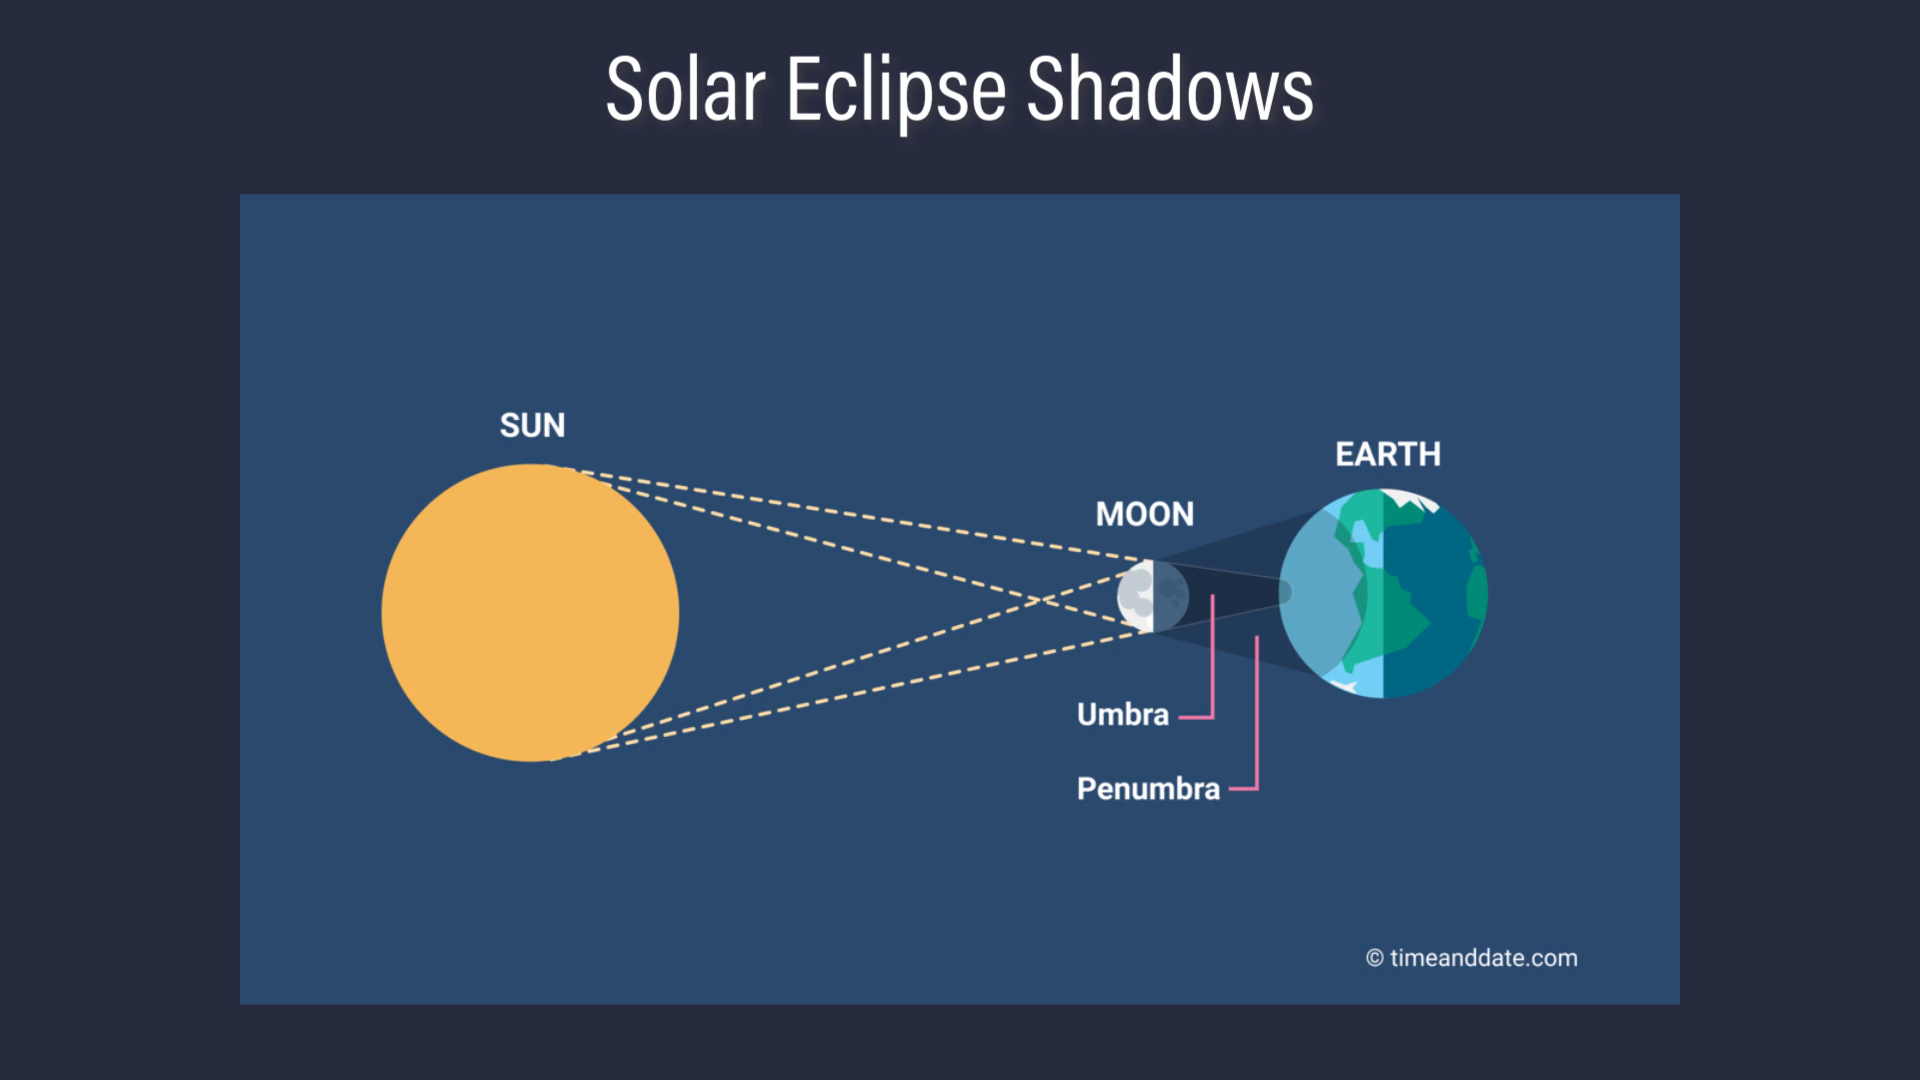 Solar Eclipse Shadows
SUN
EARTH
MOON
Umbra
Penumbra
© timeanddate.com